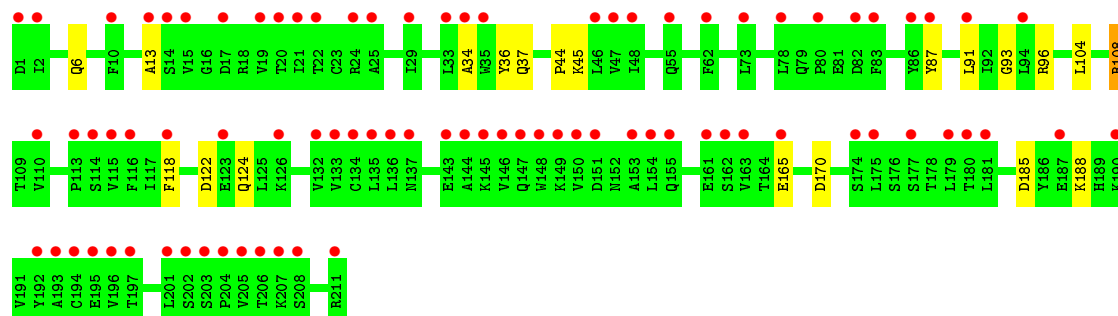 D1 I2 Q6 F10 A13 S14 V15 G16 D17 R18 V19 T20 I21 T22 C23 R24 A25 I29 L33 A34 W35 Y36 Q37 P44 K45 L46 V47 I48 Q55 F62 L73 L78 Q79 P80 E81 D82 F83 Y86 Y87 L91 I92 G93 L94 R96 L104 R108
T109 V110 P113 S114 V115 F116 I117 F118 D122 E123 Q124 L125 K126 V132 V133 C134 L135 L136 N137 E143 A144 K145 V146 Q147 W148 K149 V150 D151 N152 A153 L154 Q155 E161 S162 V163 T164 E165 D170 S174 L175 S176 S177 T178 L179 T180 L181 D185 Y186 E187 K188 H189 K190
V191 Y192 A193 C194 E195 V196 T197 L201 S202 S203 P204 V205 T206 K207 S208 R211